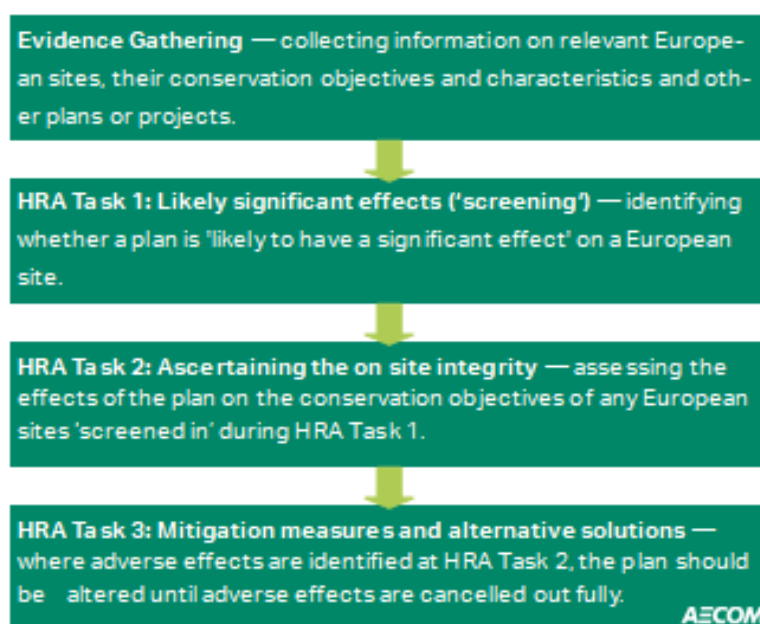 Evidence Gathering — collecting information on relevant Europe-
an sites, their conservation objectives and characteristics and oth-
er plans or projects.
HRA Task 1: Likely significant effects (‘screening’) — identifying
whether a plan is ‘likely to have a significant effect’ on a European
site.
HRA Task 2: Ascertaining the on site integrity — assessing the
effects of the plan on the conservation objectives of any European
sites ‘screened in’ during HRA Task 1.
HRA Task 3: Mitigation measures and alternative solutions —
where adverse effects are identified at HRA Task 2, the plan should
be altered until adverse effects are cancelled out fully.
AECOM